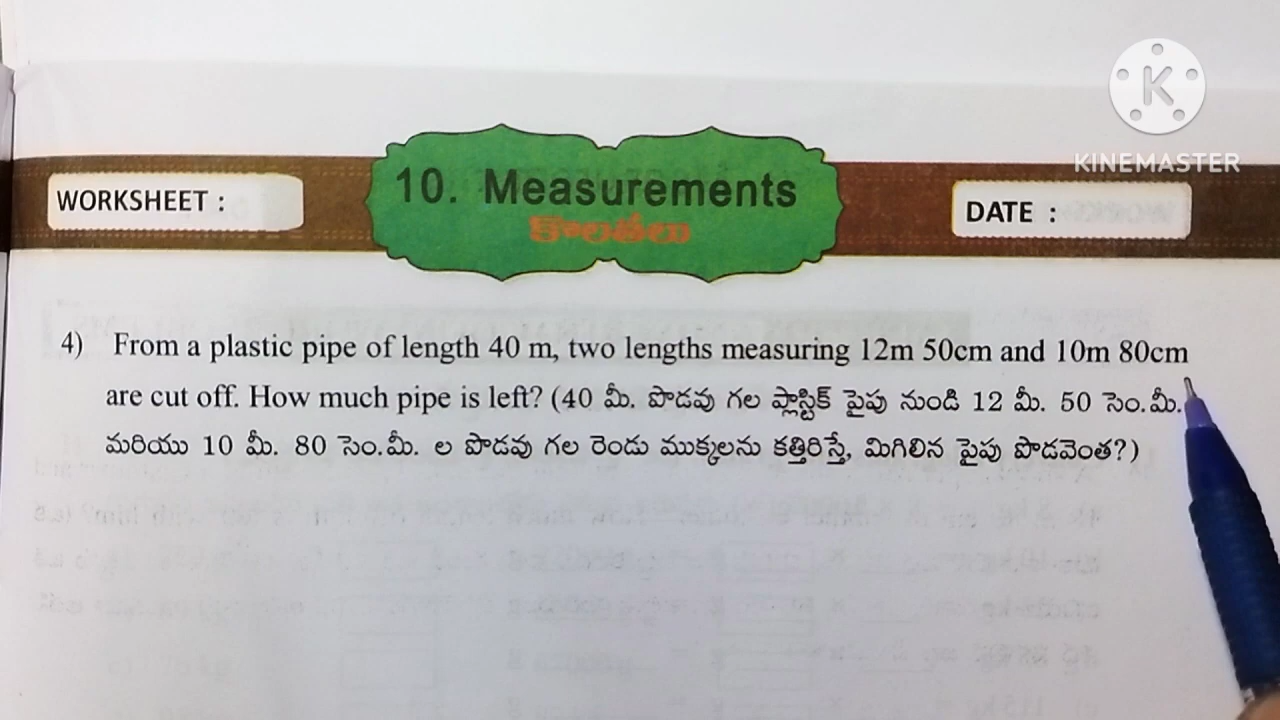 KINEMASTER
WORKSHEET :
10. Measurements
కొలతలు
DATE :
4) From a plastic pipe of length 40 m, two lengths measuring 12m 50cm and 10m 80cm
are cut off. How much pipe is left? (40 మీ. పొడవు గల ప్లాస్టిక్ పైపు నుండి 12 మీ. 50 సెం.మీ.
మరియు 10 మీ. 80 సెం.మీ. ల పొడవు గల రెండు ముక్కలను కత్తిరిస్తే, మిగిలిన పైపు పొడవెంత?)